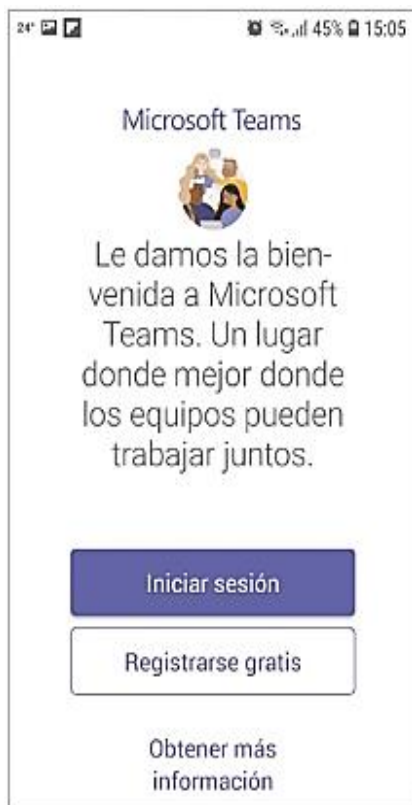 24° 45% 15:05
Microsoft Teams
Le damos la bien-
venida a Microsoft
Teams. Un lugar
donde mejor donde
los equipos pueden
trabajar juntos.
Iniciar sesión
Registrarse gratis
Obtener más
información